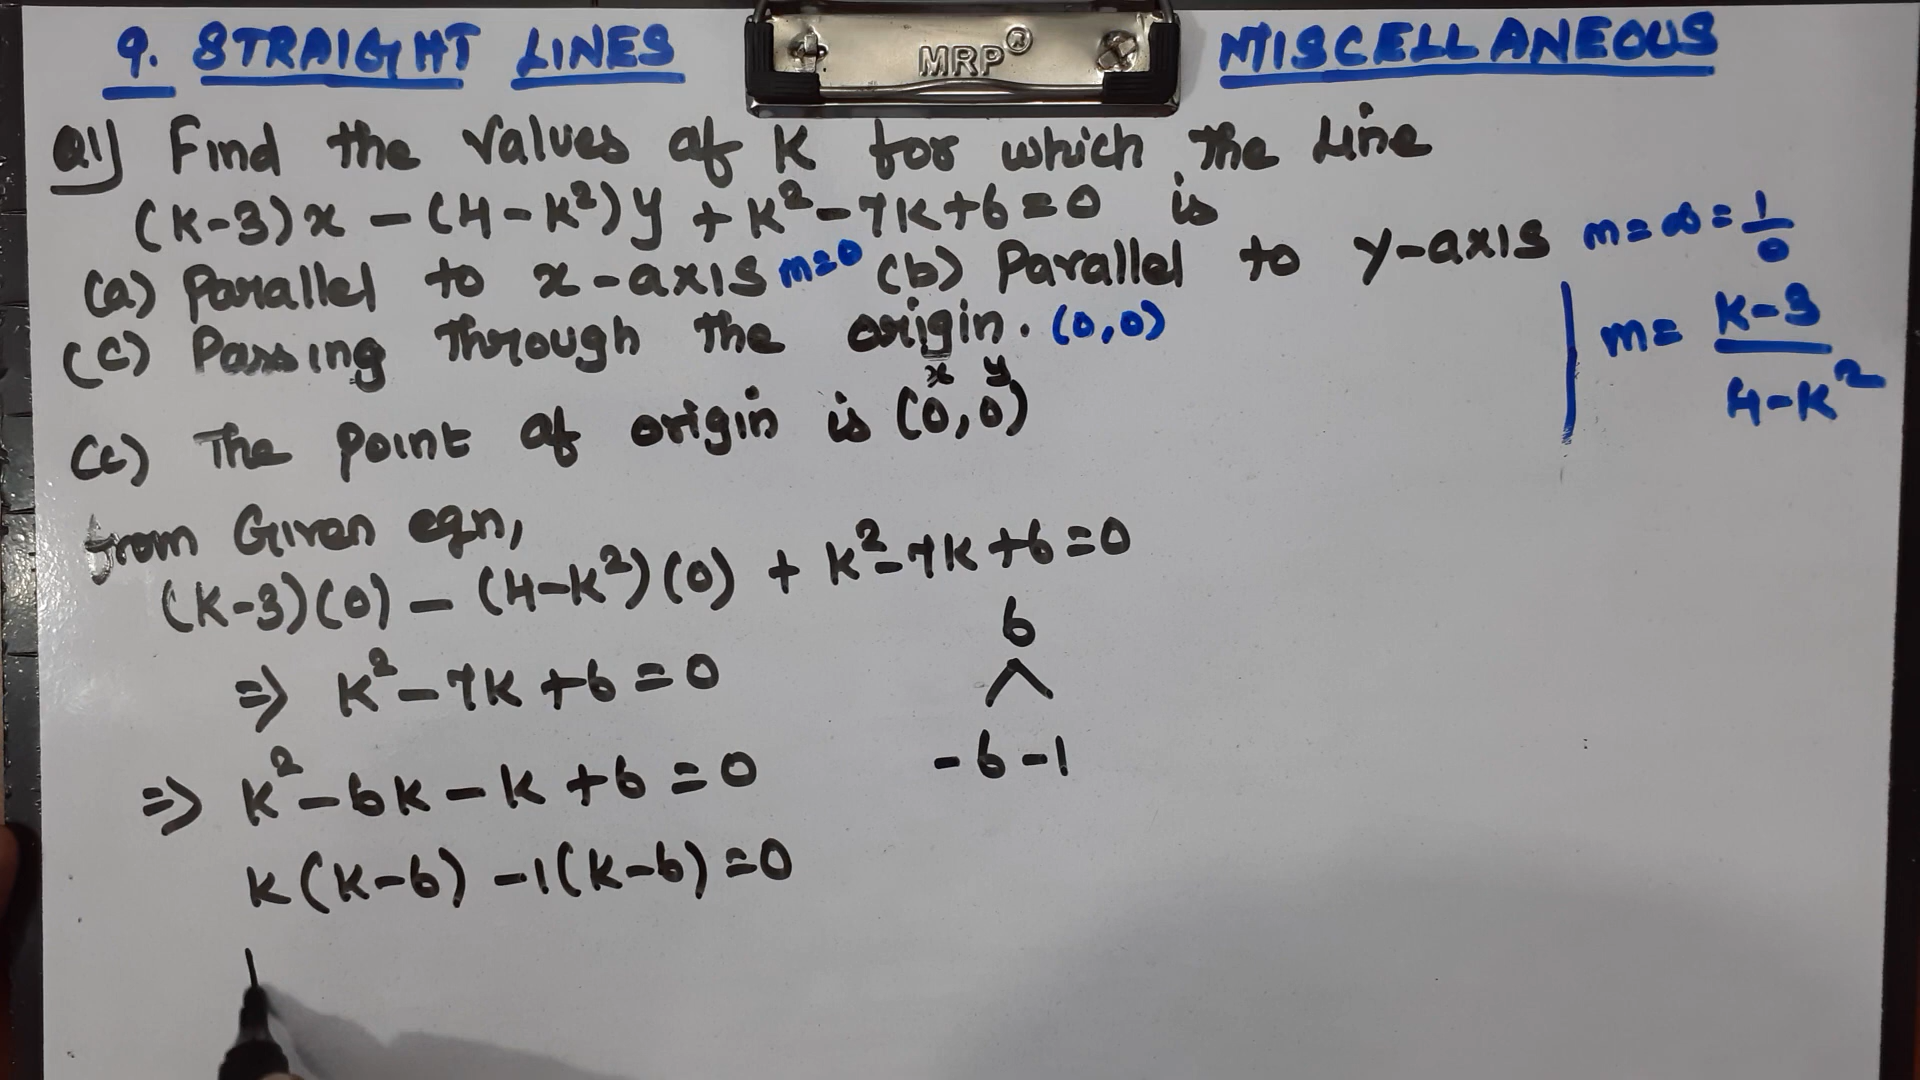 9. STRAIGHT LINES
MRP®
MISCELLANEOUS
Q1) Find the values of K for which the line
(K-3)x - (4-K²)y + K²-7K+6=0 is
(a) Parallel to x-axis m=0 (b) Parallel to y-axis m=∞=1/0
(c) Passing through the origin. (0,0)
m= K-3/4-K²
x y
(c) The point of origin is (0,0)
from Given eqn,
(K-3)(0) - (4-K²)(0) + K²-7K+6=0
6
=> K²-7K+6=0
-6 -1
=> K²-6K-K+6=0
K(K-6) -1(K-6)=0